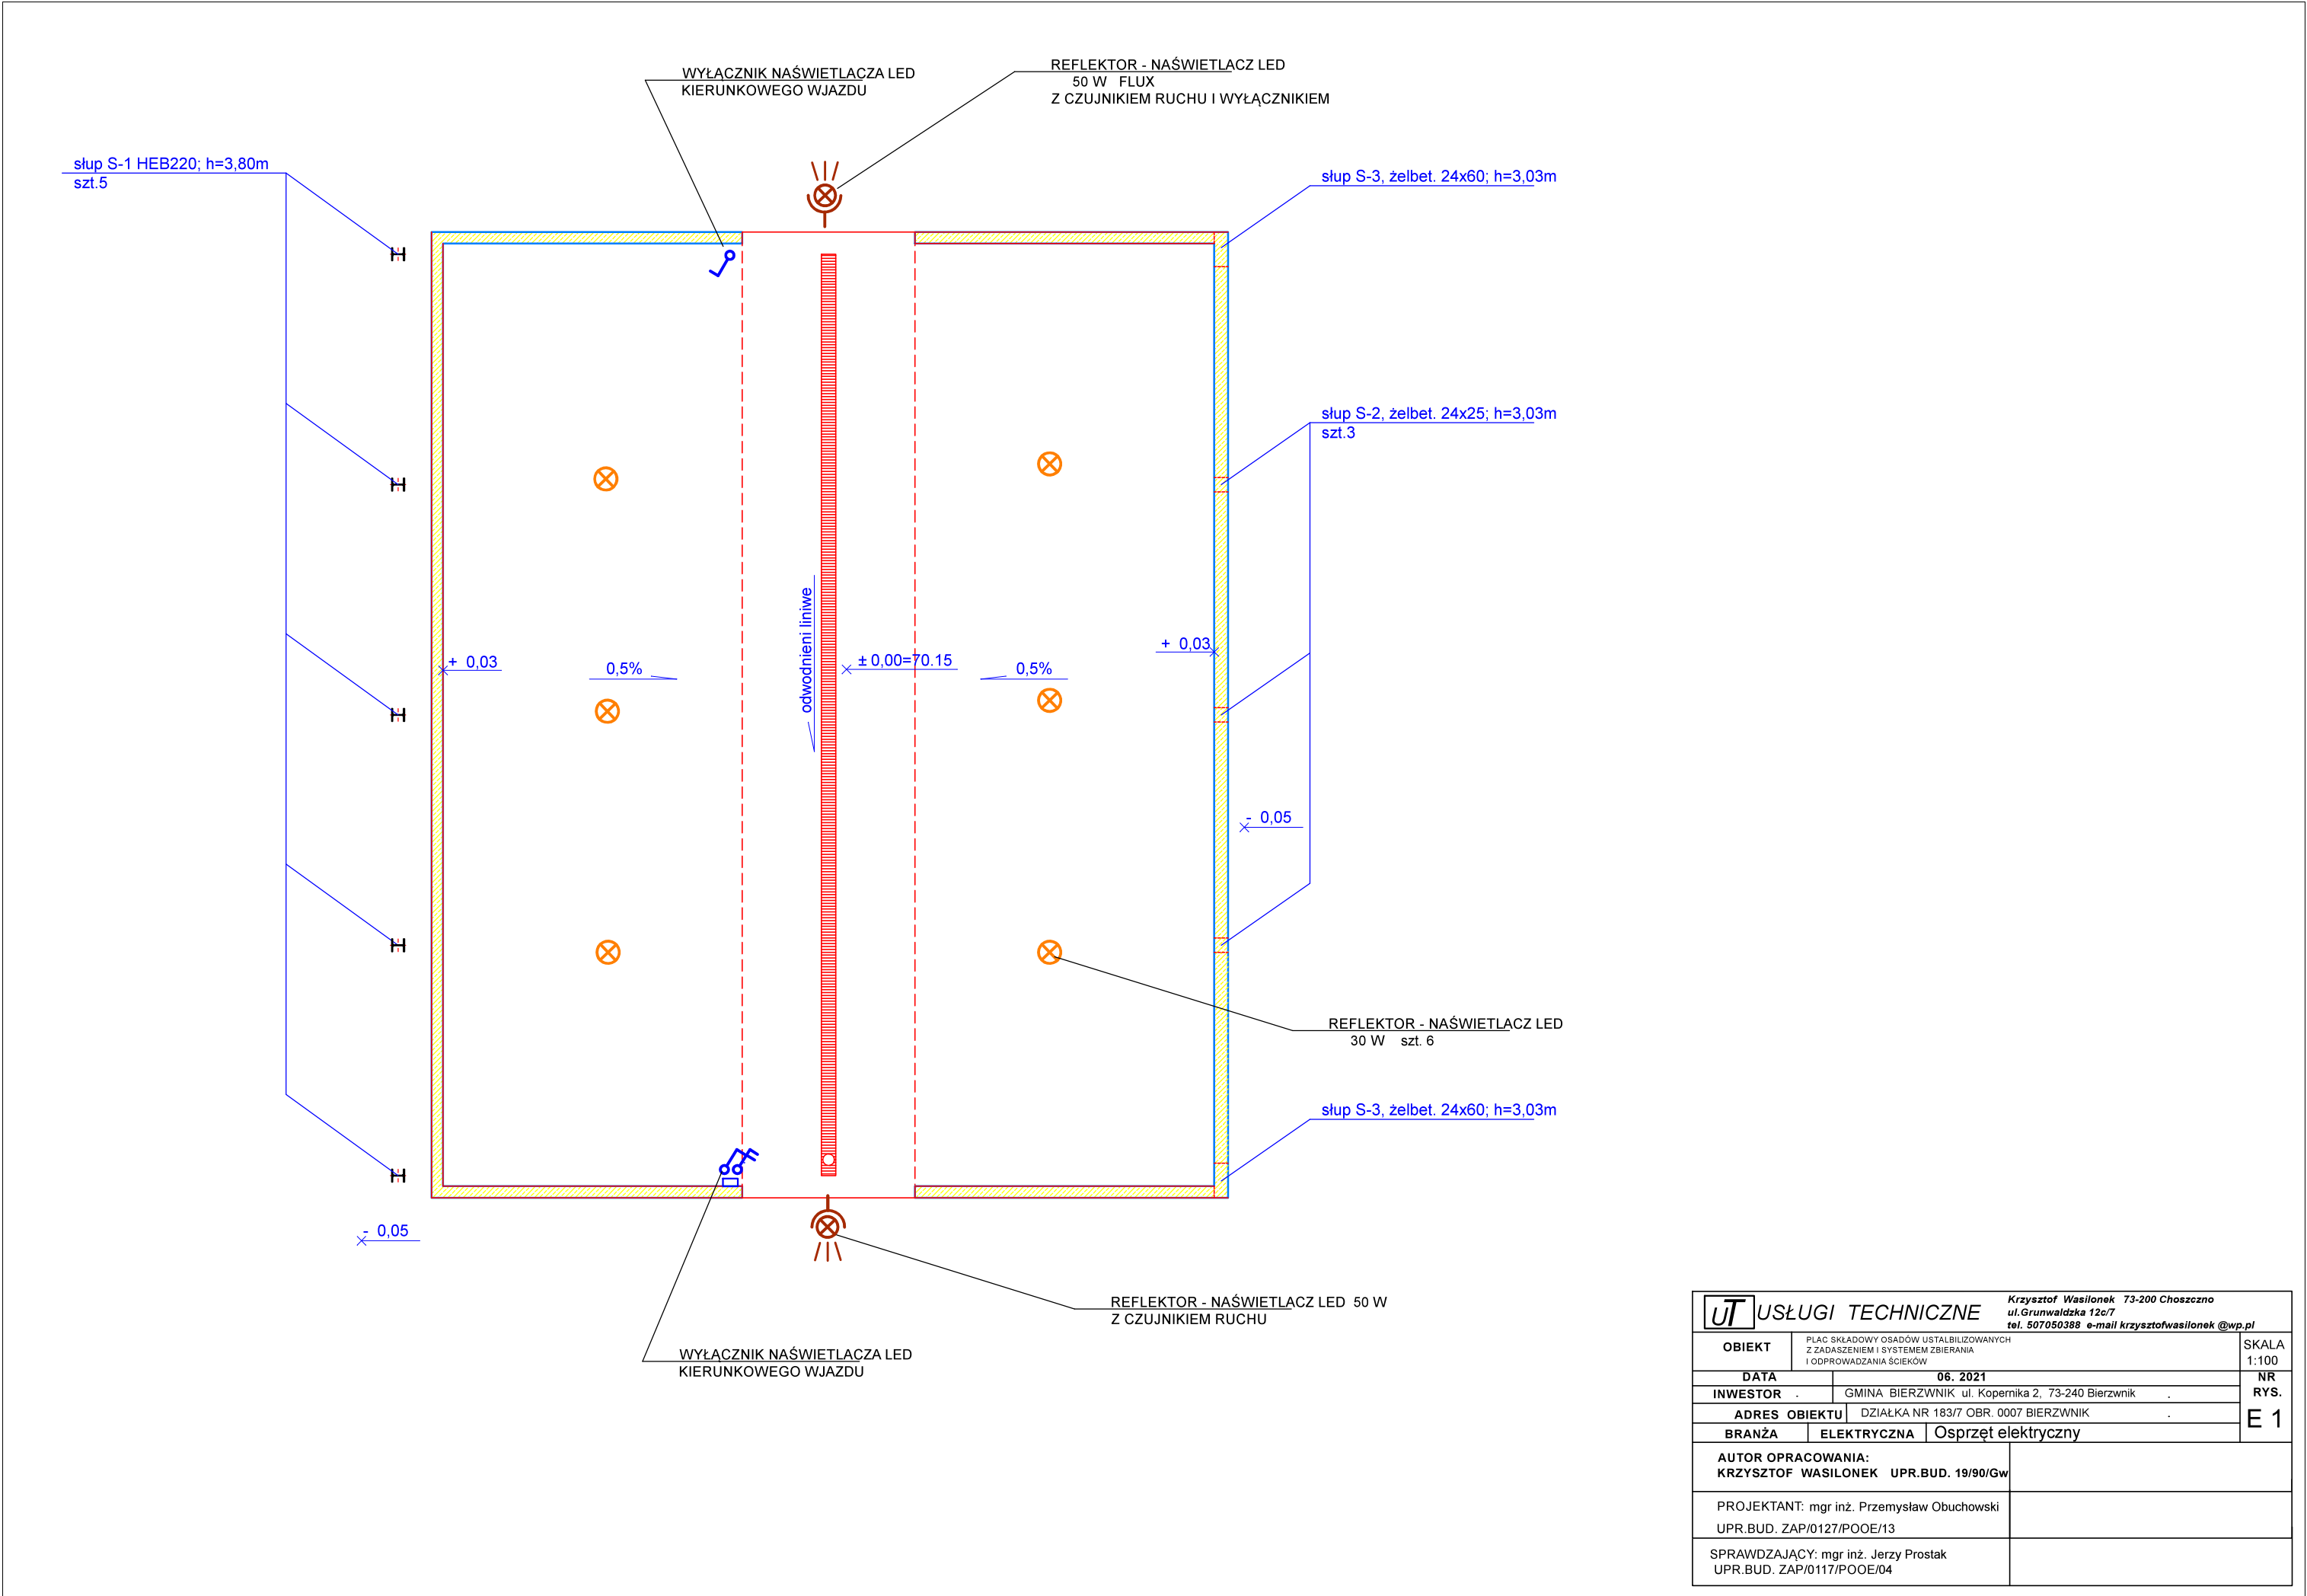 WYŁĄCZNIK NAŚWIETLACZA LED
KIERUNKOWEGO WJAZDU
REFLEKTOR - NAŚWIETLACZ LED
50 W FLUX
Z CZUJNIKIEM RUCHU I WYŁĄCZNIKIEM
słup S-1 HEB220; h=3,80m
szt.5
słup S-3, żelbet. 24x60; h=3,03m
słup S-2, żelbet. 24x25; h=3,03m
szt.3
odwodnieni liniwe
+ 0,03
0,5%
± 0,00=70.15
0,5%
+ 0,03
- 0,05
REFLEKTOR - NAŚWIETLACZ LED
30 W szt. 6
słup S-3, żelbet. 24x60; h=3,03m
- 0,05
REFLEKTOR - NAŚWIETLACZ LED 50 W
Z CZUJNIKIEM RUCHU
WYŁĄCZNIK NAŚWIETLACZA LED
KIERUNKOWEGO WJAZDU
uT USŁUGI TECHNICZNE
Krzysztof Wasilonek 73-200 Choszczno
ul.Grunwaldzka 12c/7
tel. 507050388 e-mail krzysztofwasilonek @wp.pl
OBIEKT
PLAC SKŁADOWY OSADÓW USTALBILIZOWANYCH
Z ZADASZENIEM I SYSTEMEM ZBIERANIA
I ODPROWADZANIA ŚCIEKÓW
SKALA
1:100
DATA 06. 2021
NR
RYS.
E 1
INWESTOR . GMINA BIERZWNIK ul. Kopernika 2, 73-240 Bierzwnik .
ADRES OBIEKTU DZIAŁKA NR 183/7 OBR. 0007 BIERZWNIK .
BRANŻA ELEKTRYCZNA Osprzęt elektryczny
AUTOR OPRACOWANIA:
KRZYSZTOF WASILONEK UPR.BUD. 19/90/Gw
PROJEKTANT: mgr inż. Przemysław Obuchowski
UPR.BUD. ZAP/0127/POOE/13
SPRAWDZAJĄCY: mgr inż. Jerzy Prostak
UPR.BUD. ZAP/0117/POOE/04